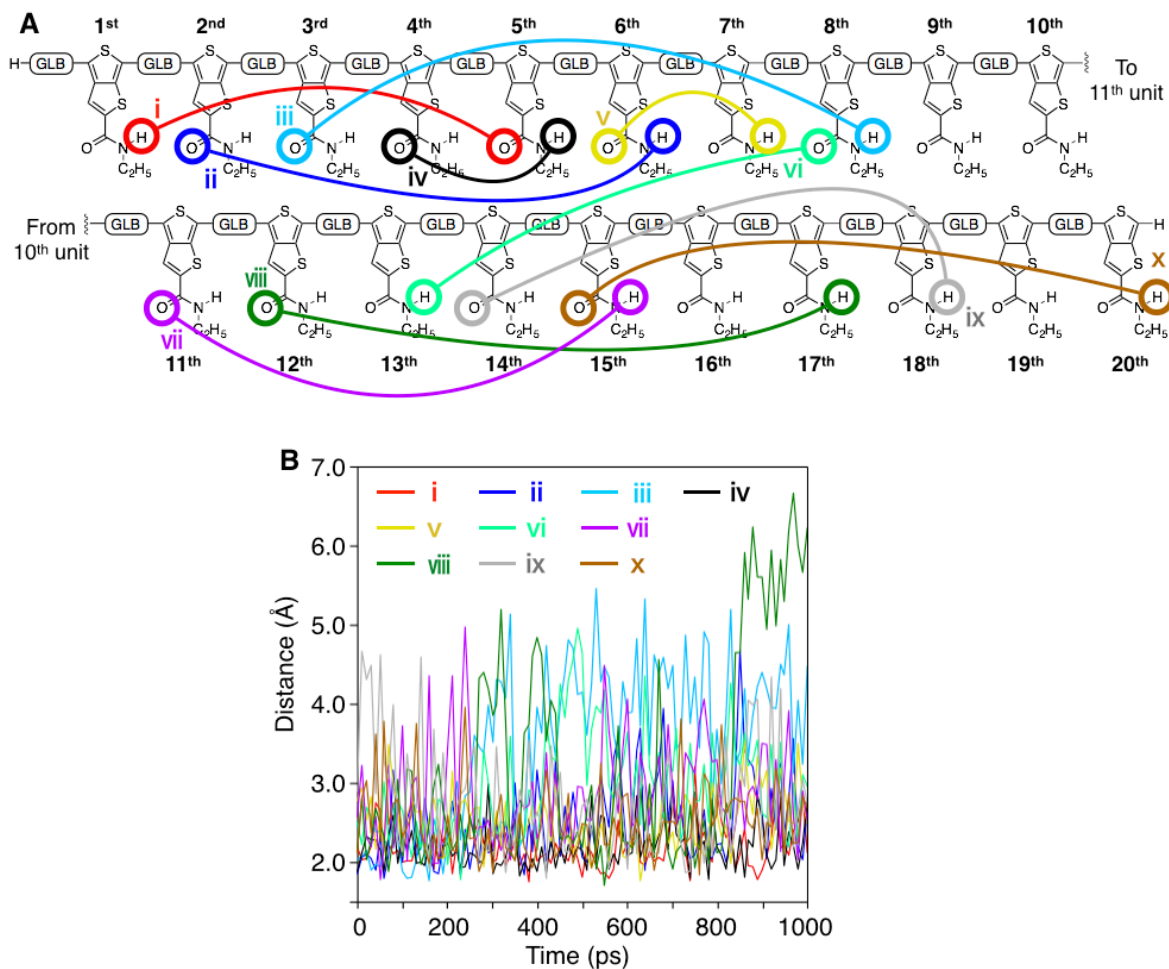 A
1st 2nd 3rd 4th 5th 6th 7th 8th 9th 10th
S S S S S S S S S S
H GLB GLB GLB GLB GLB GLB GLB GLB GLB GLB
To
11th unit
S S S S S S S S S S
i iii v
H H H H H H H H H H
O O O O O O O O O O
N N N N N N N N N N
ii iv vi
C2H5 C2H5 C2H5 C2H5 C2H5 C2H5 C2H5 C2H5 C2H5 C2H5
From
10th unit
S S S S S S S S S S
GLB GLB GLB GLB GLB GLB GLB GLB GLB GLB H
S S S S S S S S S S
viii x
H H H H H H H H H H
O O O O O O O O O O
N N N N N N N N N N
vii ix
C2H5 C2H5 C2H5 C2H5 C2H5 C2H5 C2H5 C2H5 C2H5 C2H5
11th 12th 13th 14th 15th 16th 17th 18th 19th 20th
B
7.0
i ii iii iv
v vi vii
viii ix x
6.0
5.0
4.0
3.0
2.0
Distance (Å)
0 200 400 600 800 1000
Time (ps)